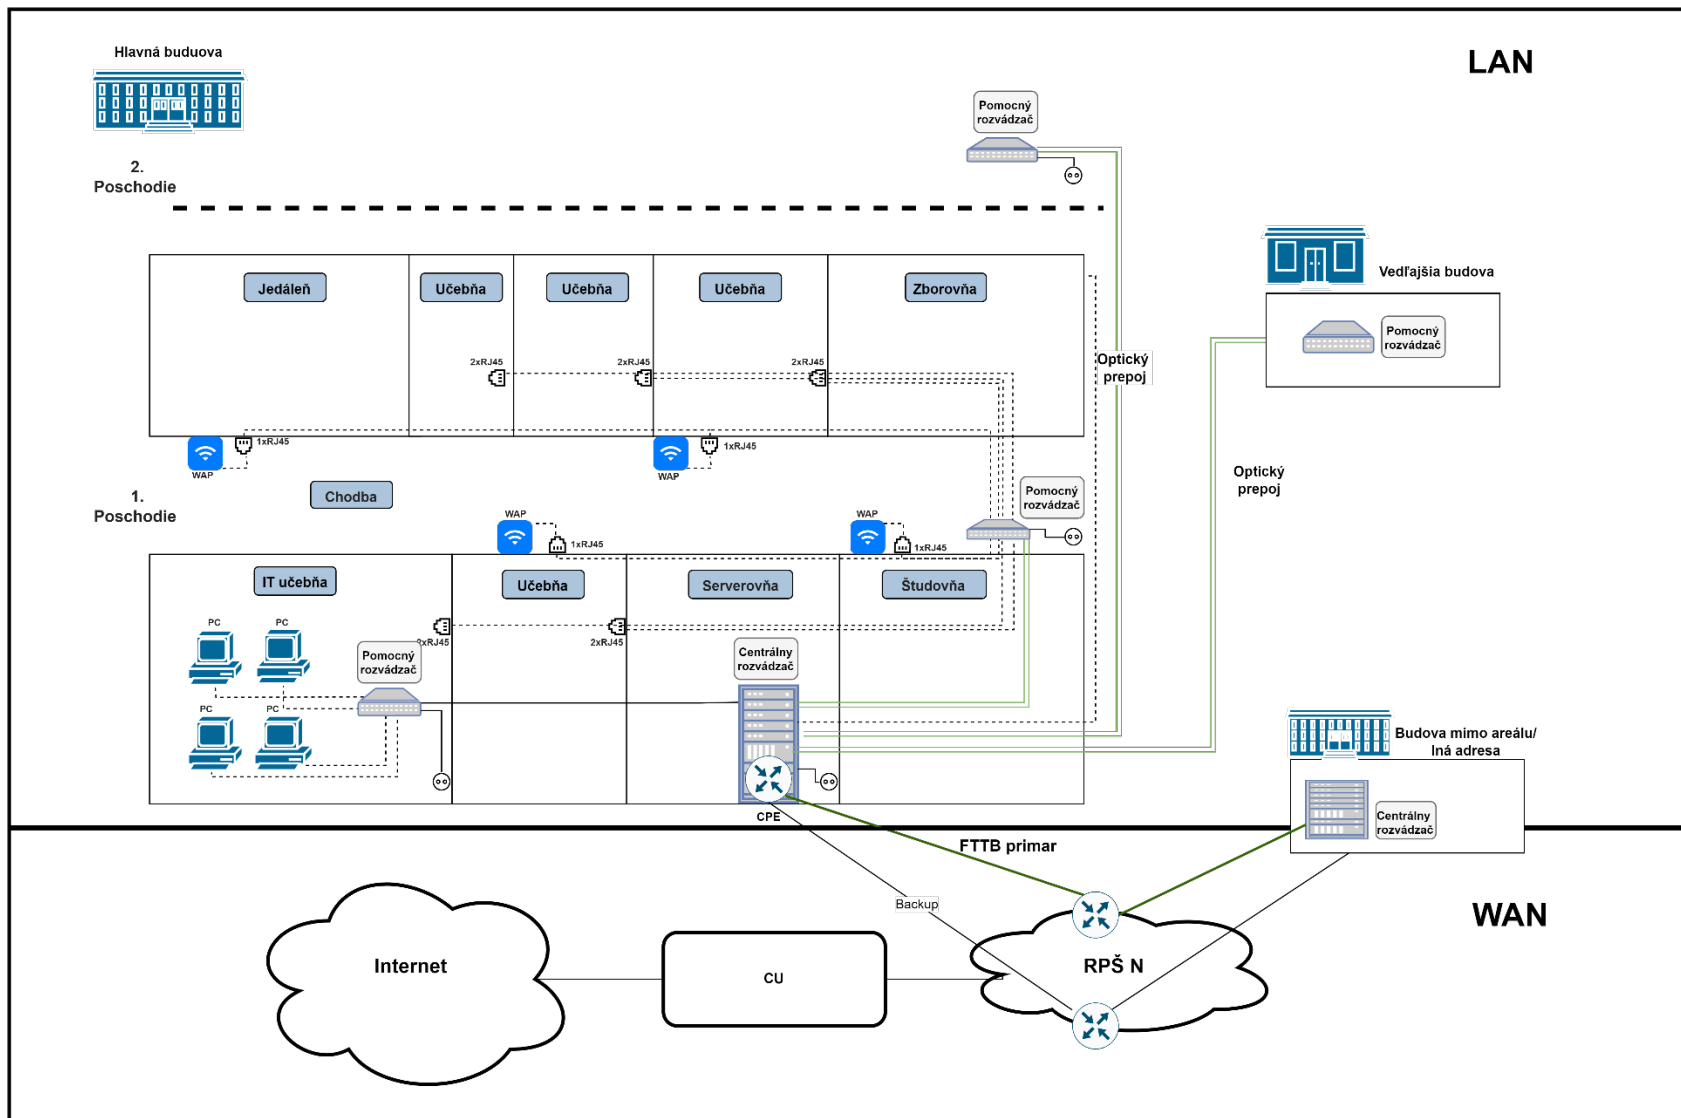 Hlavná buduova
LAN
Pomocný
rozvádzač
2.
Poschodie
Vedľajšia budova
Jedáleň
Učebňa
Učebňa
Učebňa
Zborovňa
Pomocný
rozvádzač
2xRJ45
2xRJ45
2xRJ45
Optický
prepoj
1xRJ45
1xRJ45
WAP
WAP
Optický
prepoj
Chodba
Pomocný
rozvádzač
1.
Poschodie
WAP
WAP
1xRJ45
1xRJ45
IT učebňa
Učebňa
Serverovňa
Študovňa
PC
PC
2xRJ45
2xRJ45
Pomocný
rozvádzač
Centrálny
rozvádzač
PC
PC
Budova mimo areálu/
Iná adresa
CPE
Centrálny
rozvádzač
FTTB primar
Backup
WAN
Internet
CU
RPŠ N